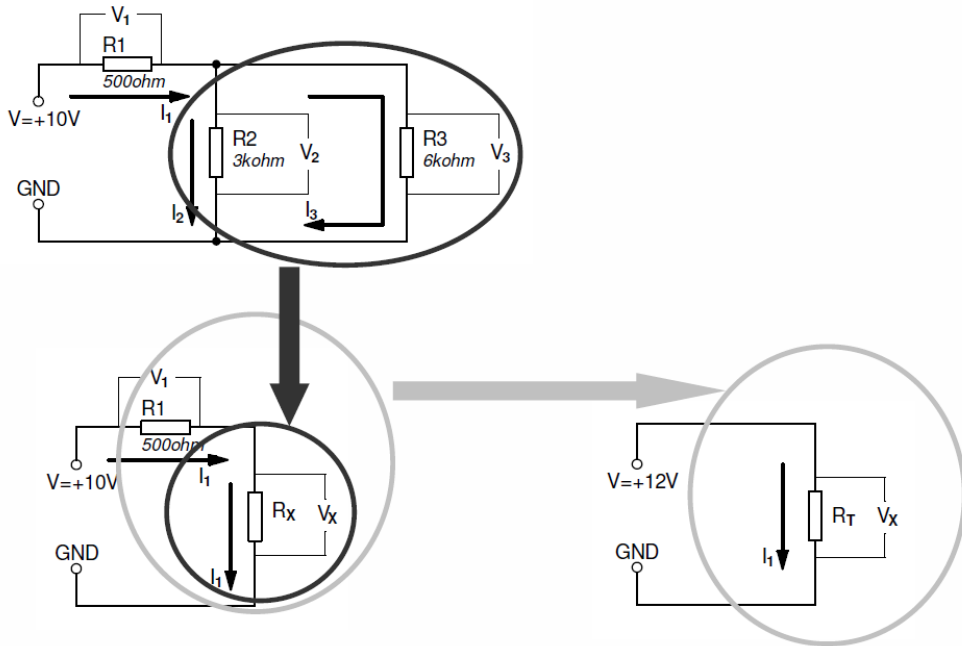 V₁
R1
500ohm
V=+10V
I₁
R2
3kohm
V₂
R3
6kohm
V₃
GND
I₂
I₃
V₁
R1
500ohm
V=+10V
I₁
Rₓ
Vₓ
GND
I₁
V=+12V
R_T
Vₓ
GND
I₁